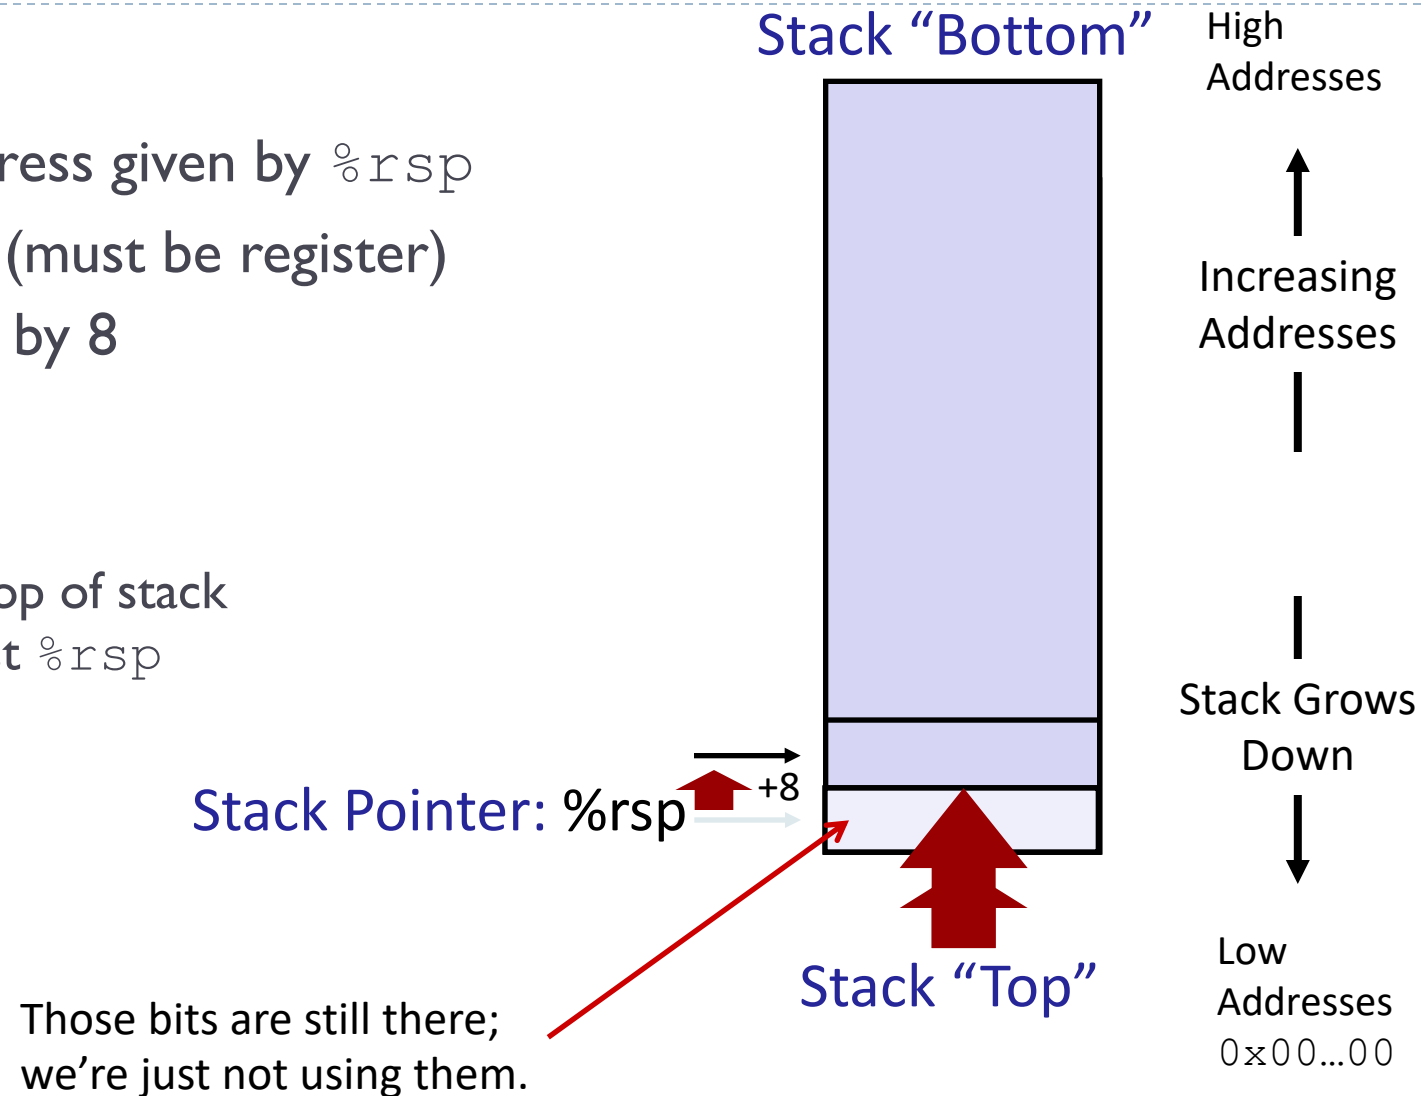 Stack “Bottom”
High
Addresses
given by %rsp
(must be register)
by 8
Increasing
Addresses
of stack
%rsp
Stack Grows
Down
+8
Stack Pointer: %rsp
Low
Addresses
0x00…00
Stack “Top”
Those bits are still there;
we’re just not using them.